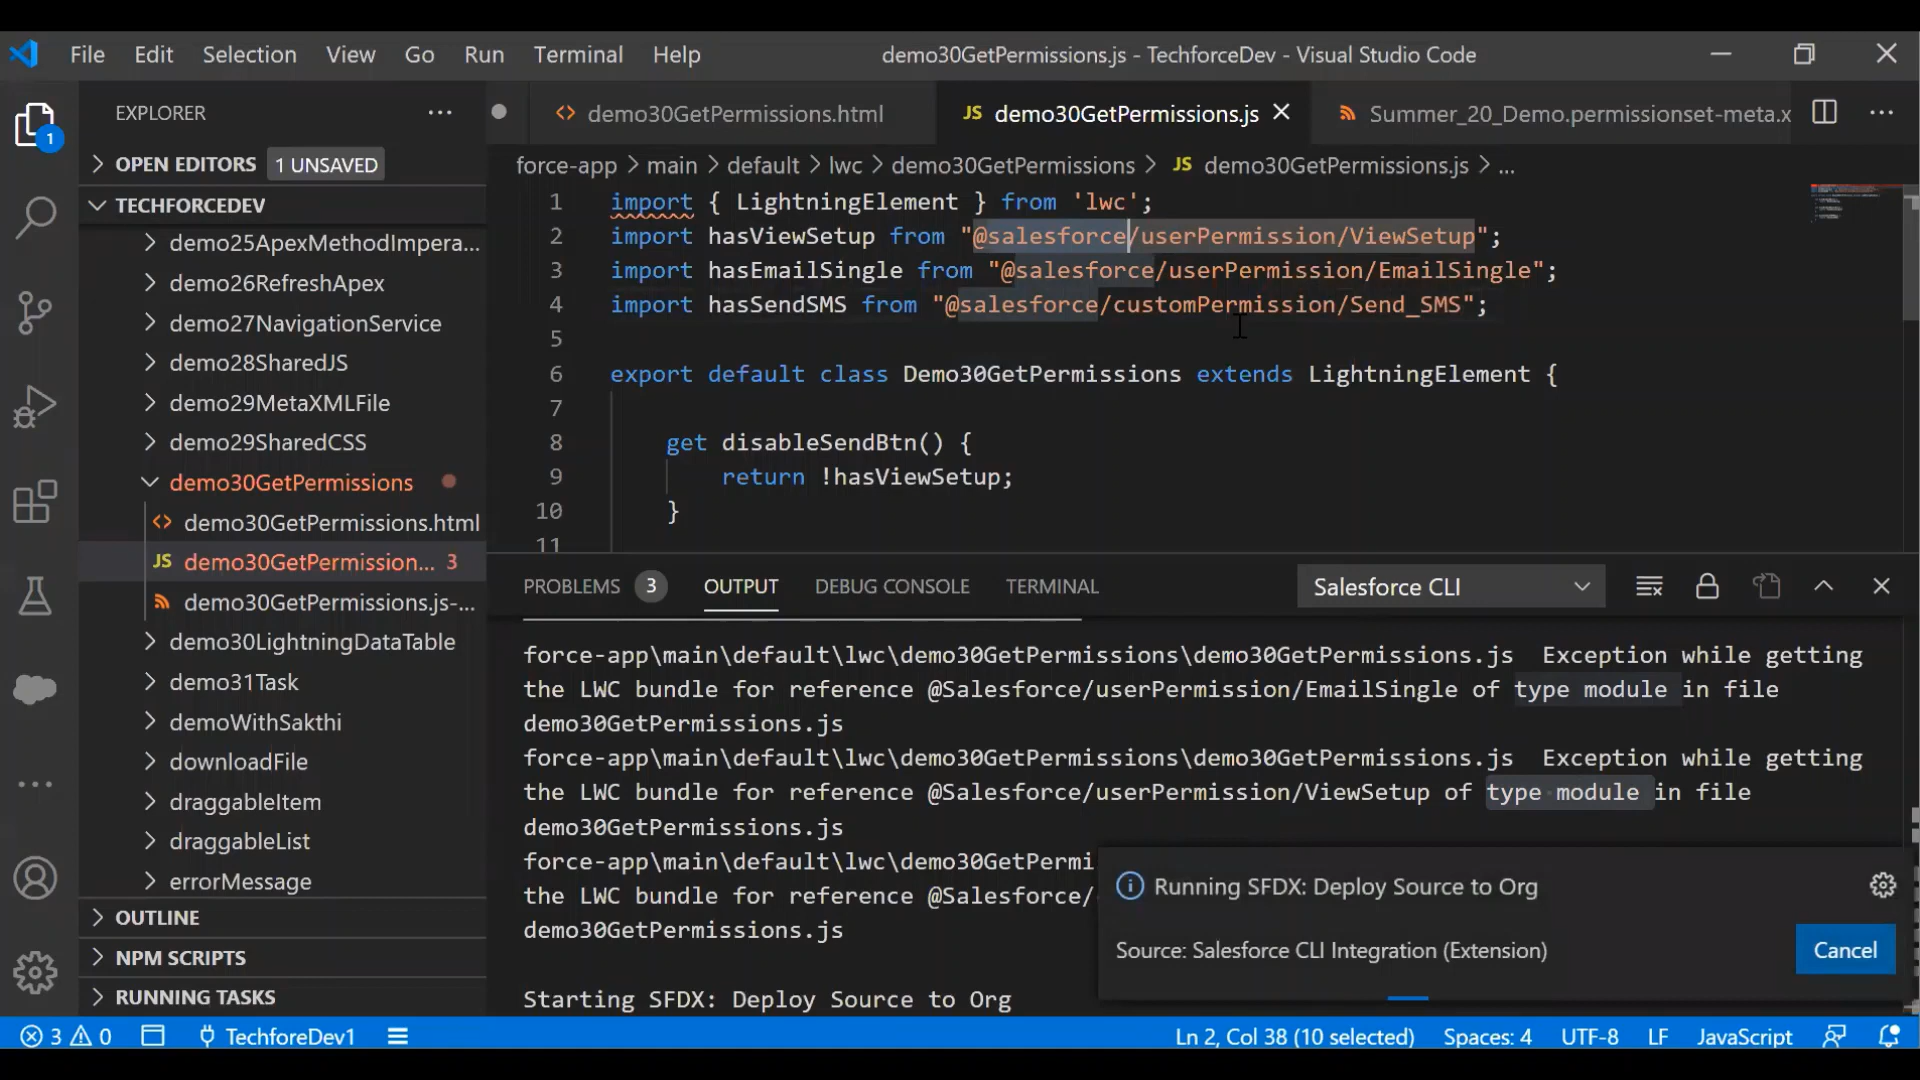 File Edit Selection View Go Run Terminal Help demo30GetPermissions.js - TechforceDev - Visual Studio Code
EXPLORER
1
<> demo30GetPermissions.html
JS demo30GetPermissions.js
Summer_20_Demo.permissionset-meta.x
OPEN EDITORS 1 UNSAVED
force-app > main > default > lwc > demo30GetPermissions > JS demo30GetPermissions.js > ...
TECHFORCEDEV
demo25ApexMethodImpera...
demo26RefreshApex
demo27NavigationService
demo28SharedJS
demo29MetaXMLFile
demo29SharedCSS
demo30GetPermissions
<> demo30GetPermissions.html
JS demo30GetPermission... 3
demo30GetPermissions.js-...
demo30LightningDataTable
demo31Task
demoWithSakthi
downloadFile
draggableItem
draggableList
errorMessage
OUTLINE
NPM SCRIPTS
RUNNING TASKS
1 import { LightningElement } from 'lwc';
2 import hasViewSetup from "@salesforce/userPermission/ViewSetup";
3 import hasEmailSingle from "@salesforce/userPermission/EmailSingle";
4 import hasSendSMS from "@salesforce/customPermission/Send_SMS";
5
6 export default class Demo30GetPermissions extends LightningElement {
7
8 get disableSendBtn() {
9 return !hasViewSetup;
10 }
11
PROBLEMS 3 OUTPUT DEBUG CONSOLE TERMINAL Salesforce CLI
force-app\main\default\lwc\demo30GetPermissions\demo30GetPermissions.js Exception while getting
the LWC bundle for reference @Salesforce/userPermission/EmailSingle of type module in file
demo30GetPermissions.js
force-app\main\default\lwc\demo30GetPermissions\demo30GetPermissions.js Exception while getting
the LWC bundle for reference @Salesforce/userPermission/ViewSetup of type module in file
demo30GetPermissions.js
force-app\main\default\lwc\demo30GetPermi
the LWC bundle for reference @Salesforce/
demo30GetPermissions.js
Starting SFDX: Deploy Source to Org
Running SFDX: Deploy Source to Org
Source: Salesforce CLI Integration (Extension)
Cancel
3 0 TechforeDev1 Ln 2, Col 38 (10 selected) Spaces: 4 UTF-8 LF JavaScript